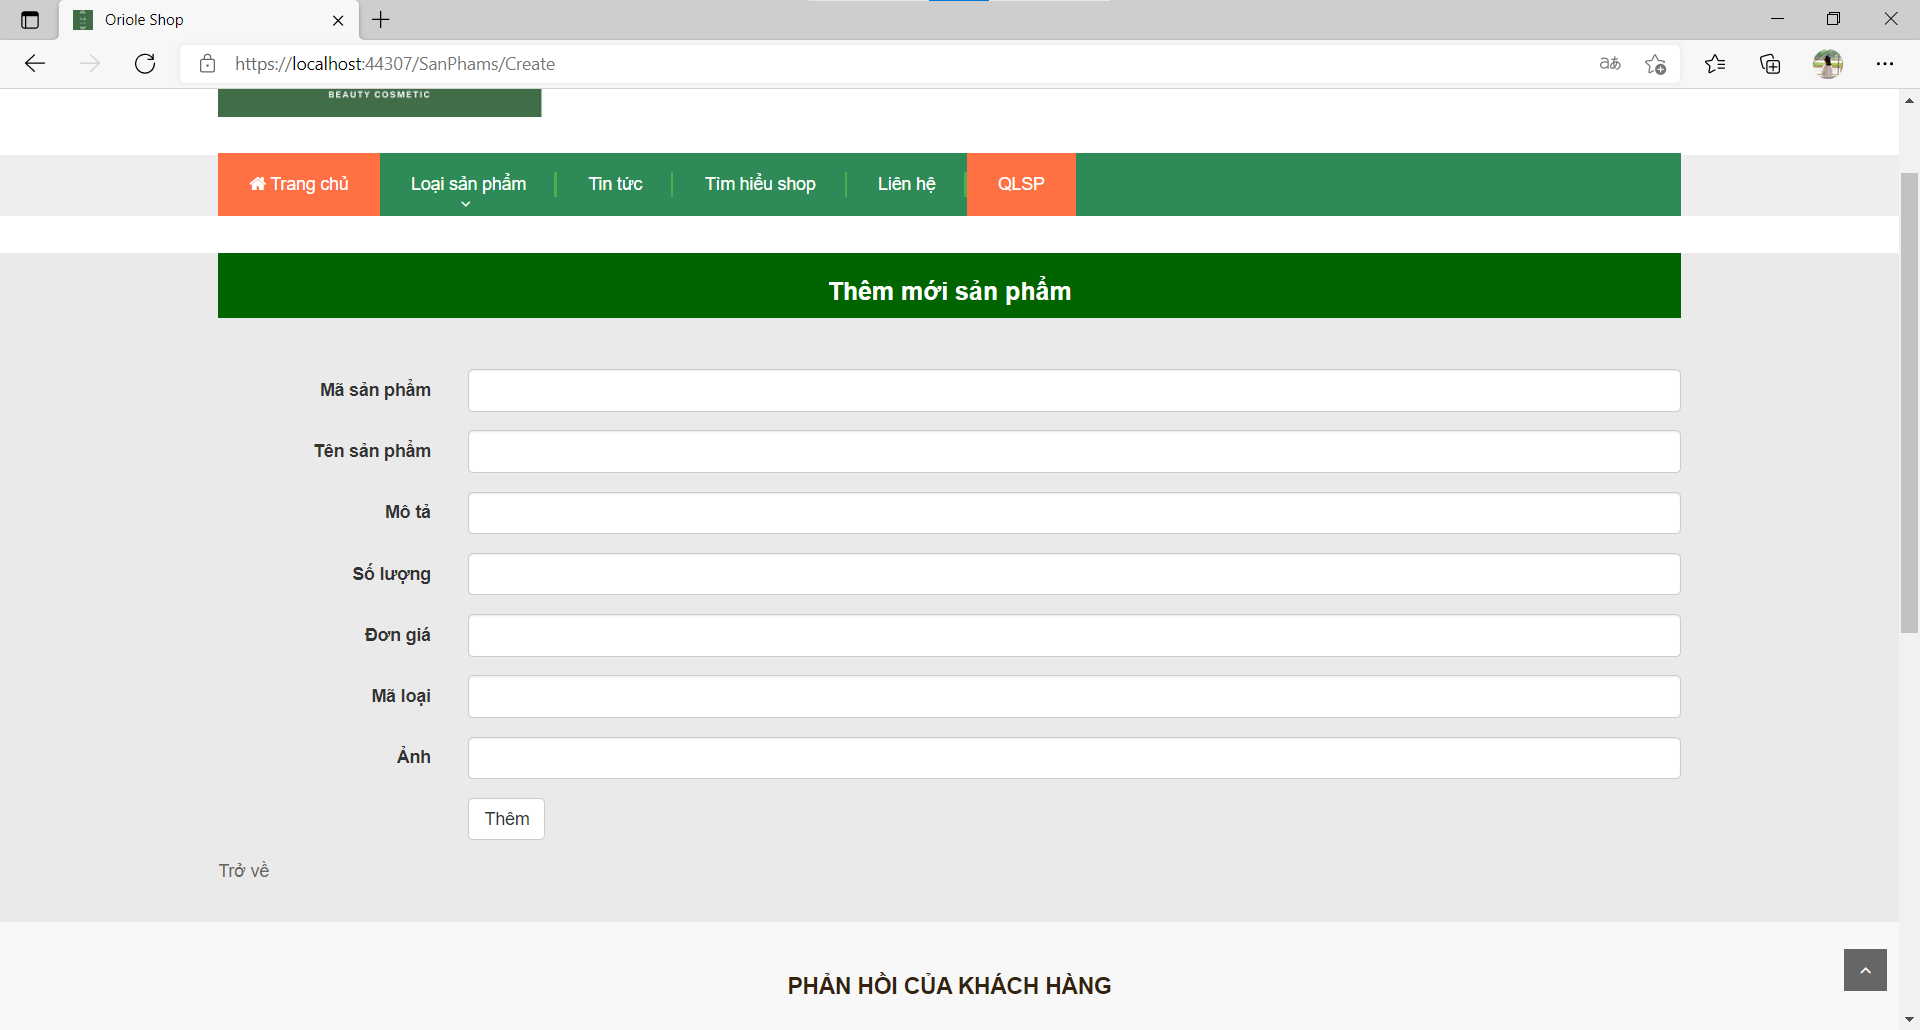 Oriole Shop
https://localhost:44307/SanPhams/Create
BEAUTY COSMETIC
Trang chủ Loại sản phẩm Tin tức Tìm hiểu shop Liên hệ QLSP
Thêm mới sản phẩm
Mã sản phẩm
Tên sản phẩm
Mô tả
Số lượng
Đơn giá
Mã loại
Ảnh
Thêm
Trở về
PHẢN HỒI CỦA KHÁCH HÀNG